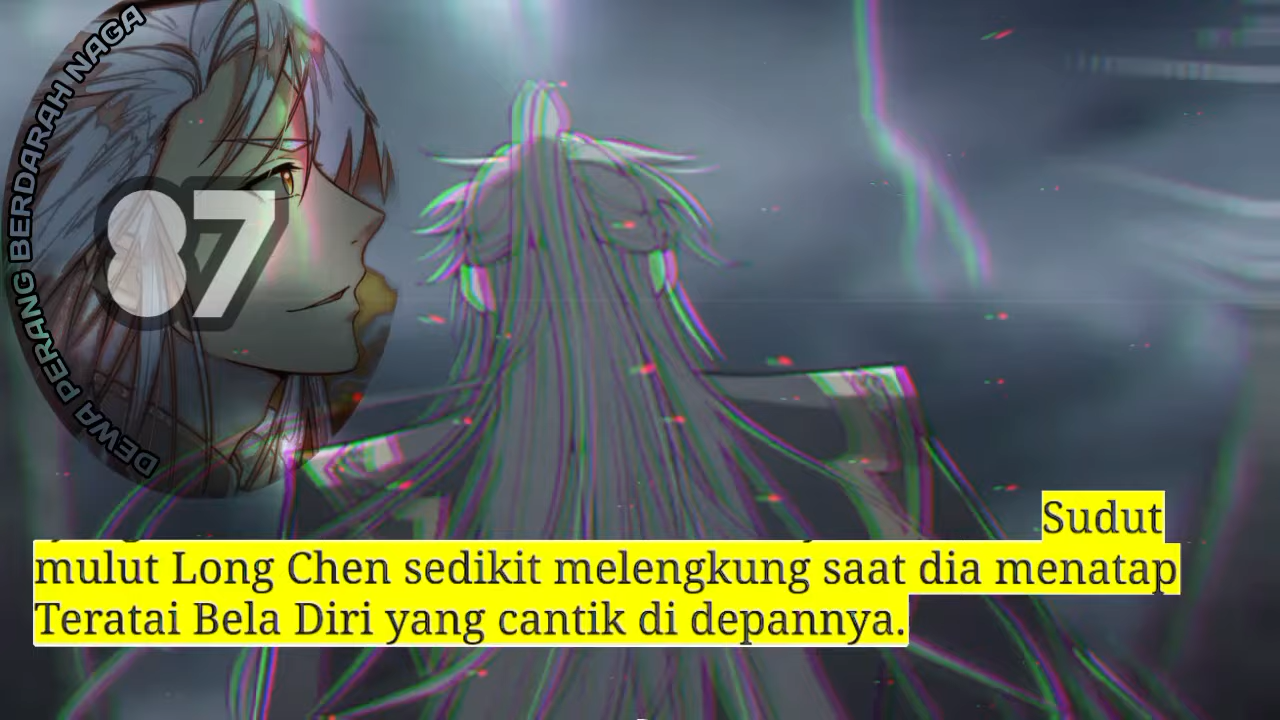 DEWA PERANG BERDARAH NAGA
87
Sudut
mulut Long Chen sedikit melengkung saat dia menatap
Teratai Bela Diri yang cantik di depannya.